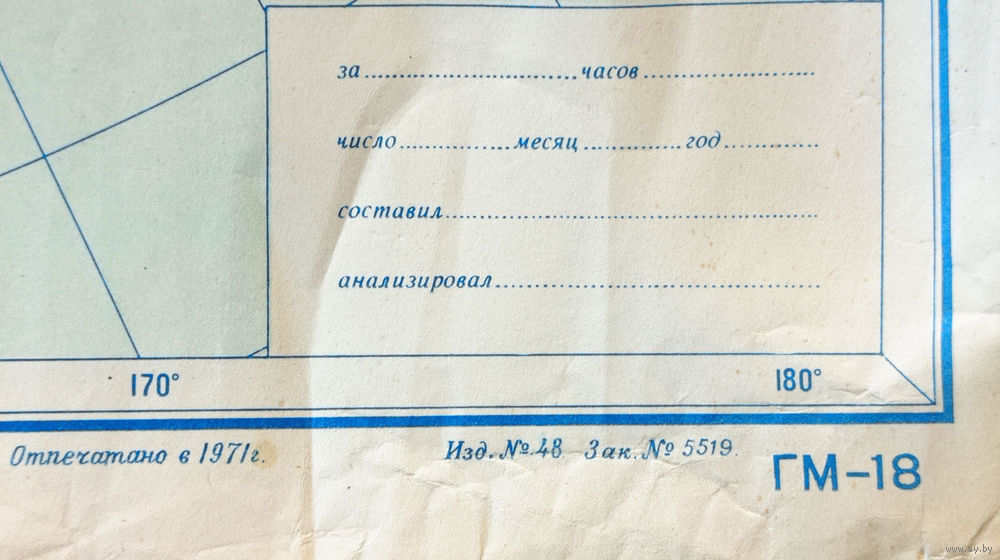 за..............................часов........................
число...............месяц..............год..............
составил.....................................................
анализировал..............................................
170° 180°
Отпечатано в 1971г. Изд. № 48 Зак. № 5519.
ГМ-18
www.ay.by